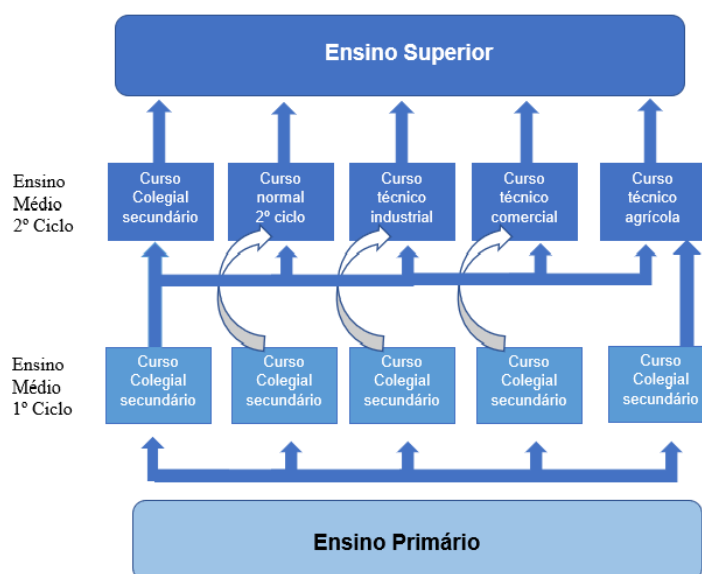 Ensino Superior
Ensino
Médio
2º Ciclo
Curso
Colegial
secundário
Curso
normal
2º ciclo
Curso
técnico
industrial
Curso
técnico
comercial
Curso
técnico
agrícola
Ensino
Médio
1º Ciclo
Curso
Colegial
secundário
Curso
Colegial
secundário
Curso
Colegial
secundário
Curso
Colegial
secundário
Curso
Colegial
secundário
Ensino Primário